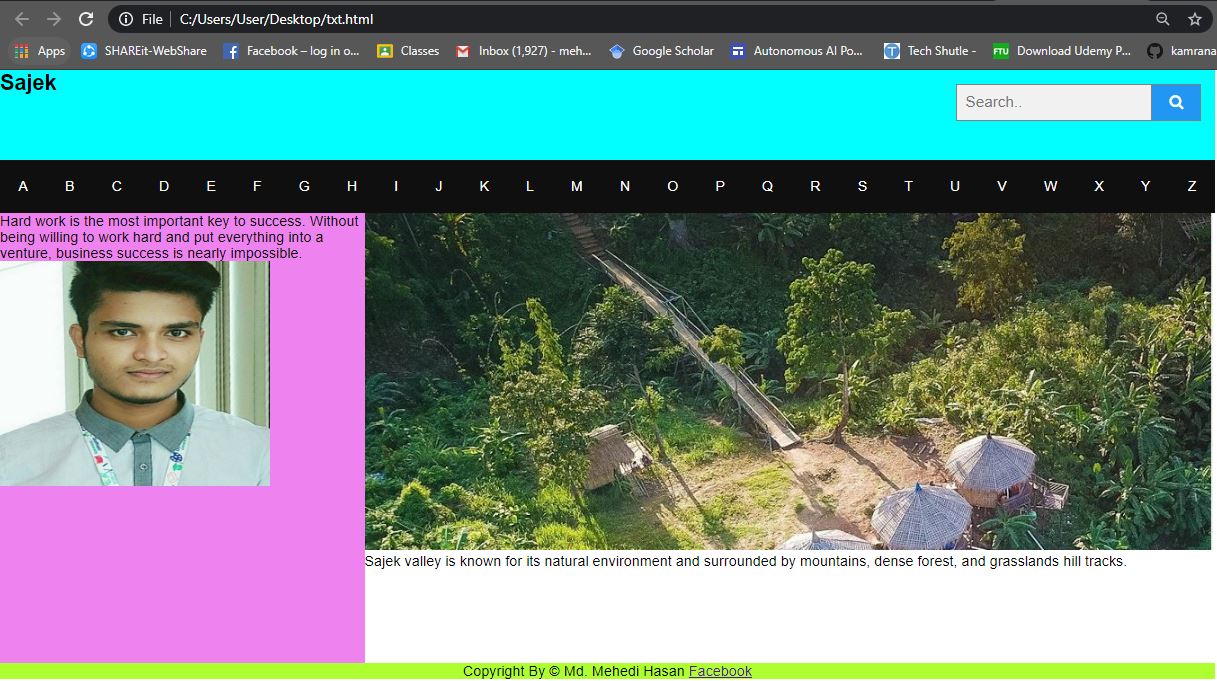 File | C:/Users/User/Desktop/txt.html
Apps SHAREit-WebShare Facebook – log in o... Classes Inbox (1,927) - meh... Google Scholar Autonomous AI Po... Tech Shutle - FTU Download Udemy P... kamrana
Sajek
Search..
A B C D E F G H I J K L M N O P Q R S T U V W X Y Z
Hard work is the most important key to success. Without
being willing to work hard and put everything into a
venture, business success is nearly impossible.
Sajek valley is known for its natural environment and surrounded by mountains, dense forest, and grasslands hill tracks.
Copyright By © Md. Mehedi Hasan Facebook